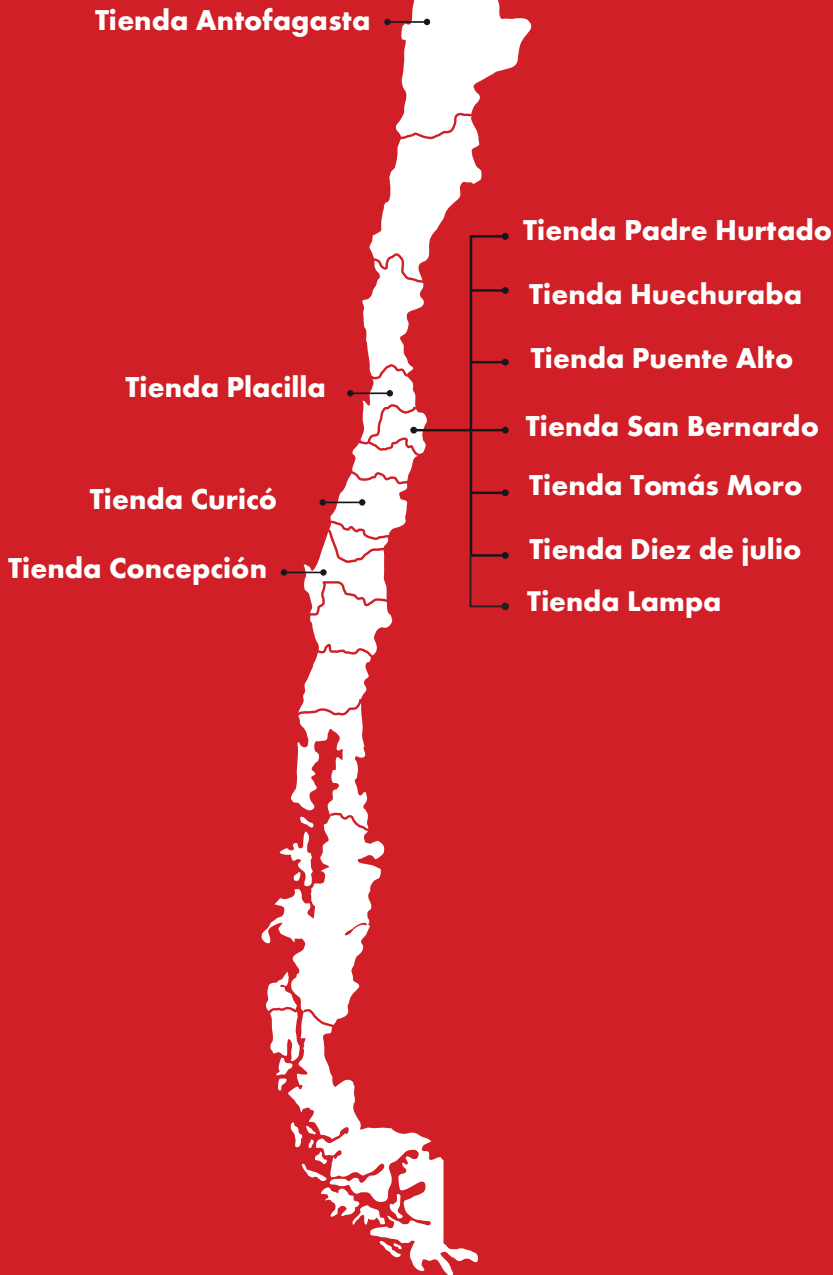 Tienda Antofagasta
Tienda Padre Hurtado
Tienda Huechuraba
Tienda Puente Alto
Tienda Placilla
Tienda San Bernardo
Tienda Tomás Moro
Tienda Curicó
Tienda Diez de julio
Tienda Concepción
Tienda Lampa